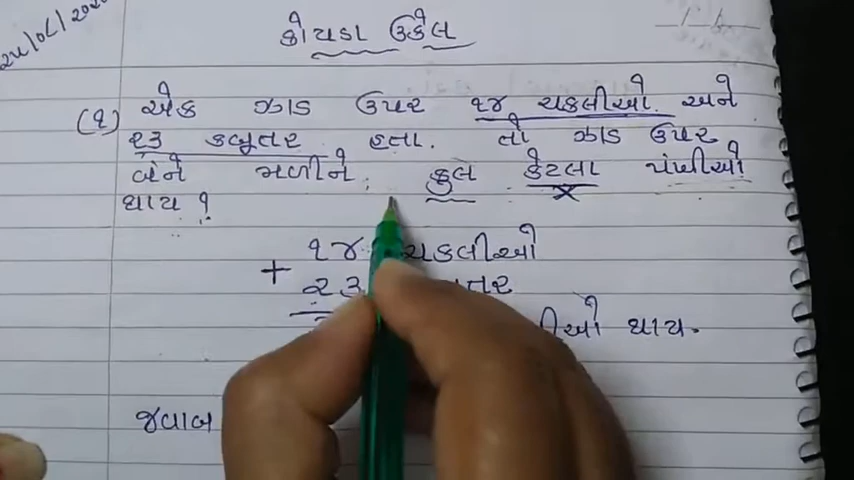 કોયડા ઉકેલ
(૧) એક ઝાડ ઉપર ૧૪ ચકલીઓ અને
૨૩ કબૂતર હતા. તો ઝાડ ઉપર
બંને મળીને કુલ કેટલા પંખીઓ
થાય ?
૧૪ ચકલીઓ
+ ૨૩
થાય.
જવાબ